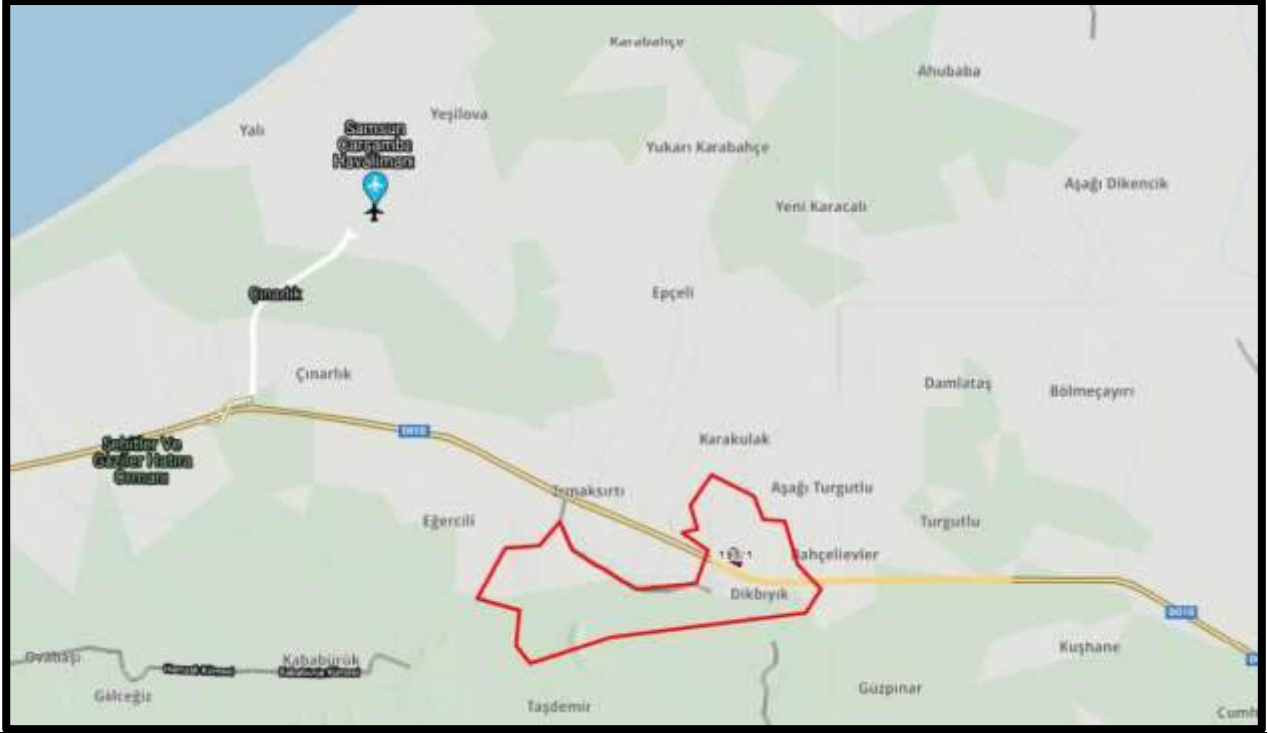 Karabahçe
Ahubaba
Yeşilova
Yalı
Samsun
Çarşamba
Havalimanı
Yukarı Karabahçe
Aşağı Dikencik
Yeni Karacalı
Epçeli
Çınarlık
Çınarlık
Damlataş
Bölmeçayırı
D010
Karakulak
Şehitler Ve
Gaziler Hatıra
Ormanı
Irmaksırtı
Aşağı Turgutlu
Eğercili
Turgutlu
Bahçelievler
Dikbıyık
D010
Kuşhane
Ovabaşı
Kababürük
Gölceğiz
Güzpınar
Taşdemir
Cumh